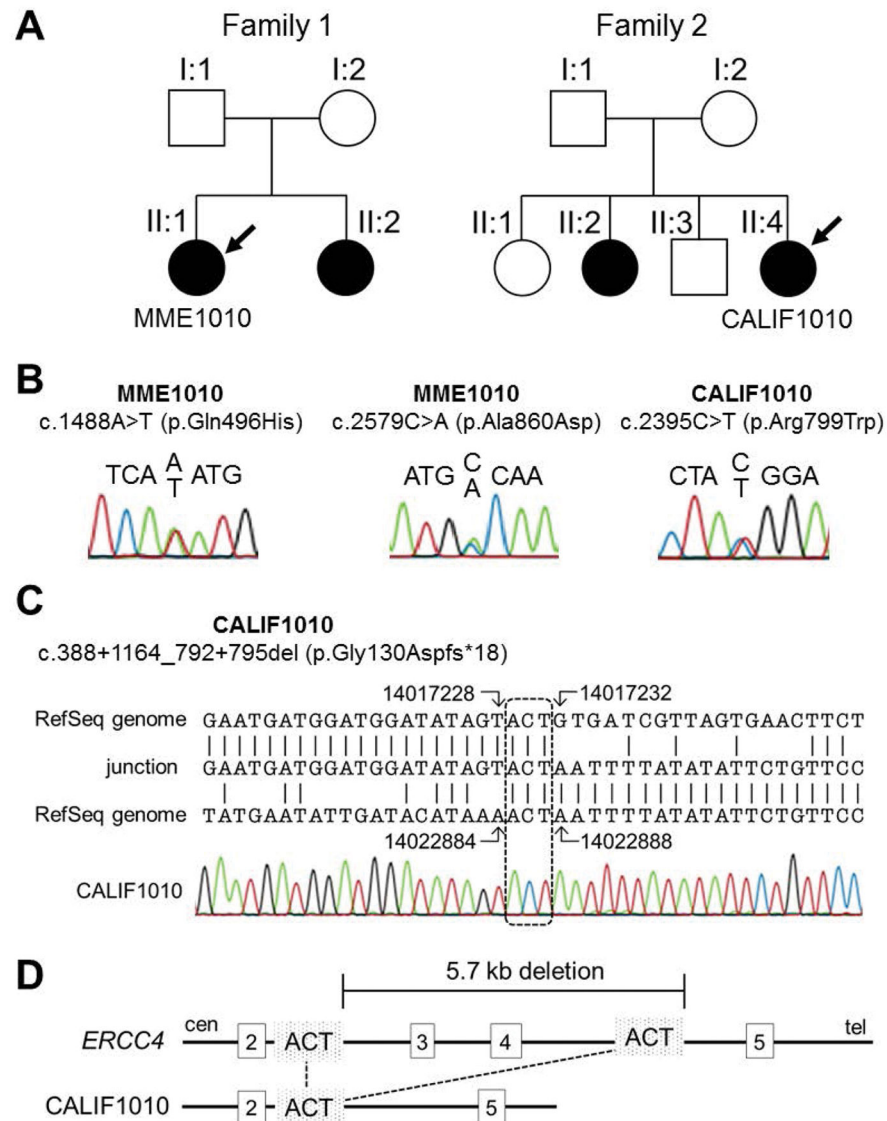 A
Family 1
Family 2
I:1
I:2
I:1
I:2
II:1
II:2
II:1
II:2
II:3
II:4
MME1010
CALIF1010
B
MME1010
c.1488A>T (p.Gln496His)
MME1010
c.2579C>A (p.Ala860Asp)
CALIF1010
c.2395C>T (p.Arg799Trp)
TCA A/T ATG
ATG C/A CAA
CTA C/T GGA
C
CALIF1010
c.388+1164_792+795del (p.Gly130Aspfs*18)
14017228
14017232
RefSeq genome GAATGATGGATGGATATAGTACTGTGATCGTTAGTGAACTTCT
junction GAATGATGGATGGATATAGTACTAATTTTATATATTCTGTTCC
RefSeq genome TATGAATATTGATACATAAAACTAATTTTATATATTCTGTTCC
14022884
14022888
CALIF1010
D
5.7 kb deletion
ERCC4
cen
2
ACT
3
4
ACT
5
tel
CALIF1010
2
ACT
5